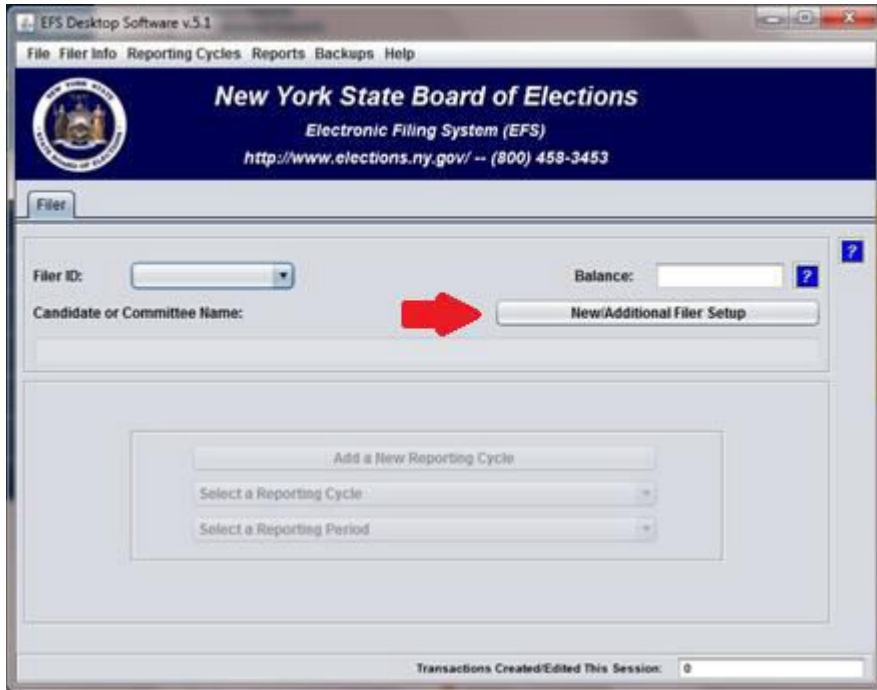 EFS Desktop Software v.5.1
File Filer Info Reporting Cycles Reports Backups Help
New York State Board of Elections
Electronic Filing System (EFS)
http://www.elections.ny.gov/ -- (800) 458-3453
Filer
?
Filer ID: Balance: ?
Candidate or Committee Name: New/Additional Filer Setup
Add a New Reporting Cycle
Select a Reporting Cycle
Select a Reporting Period
Transactions Created/Edited This Session: 0